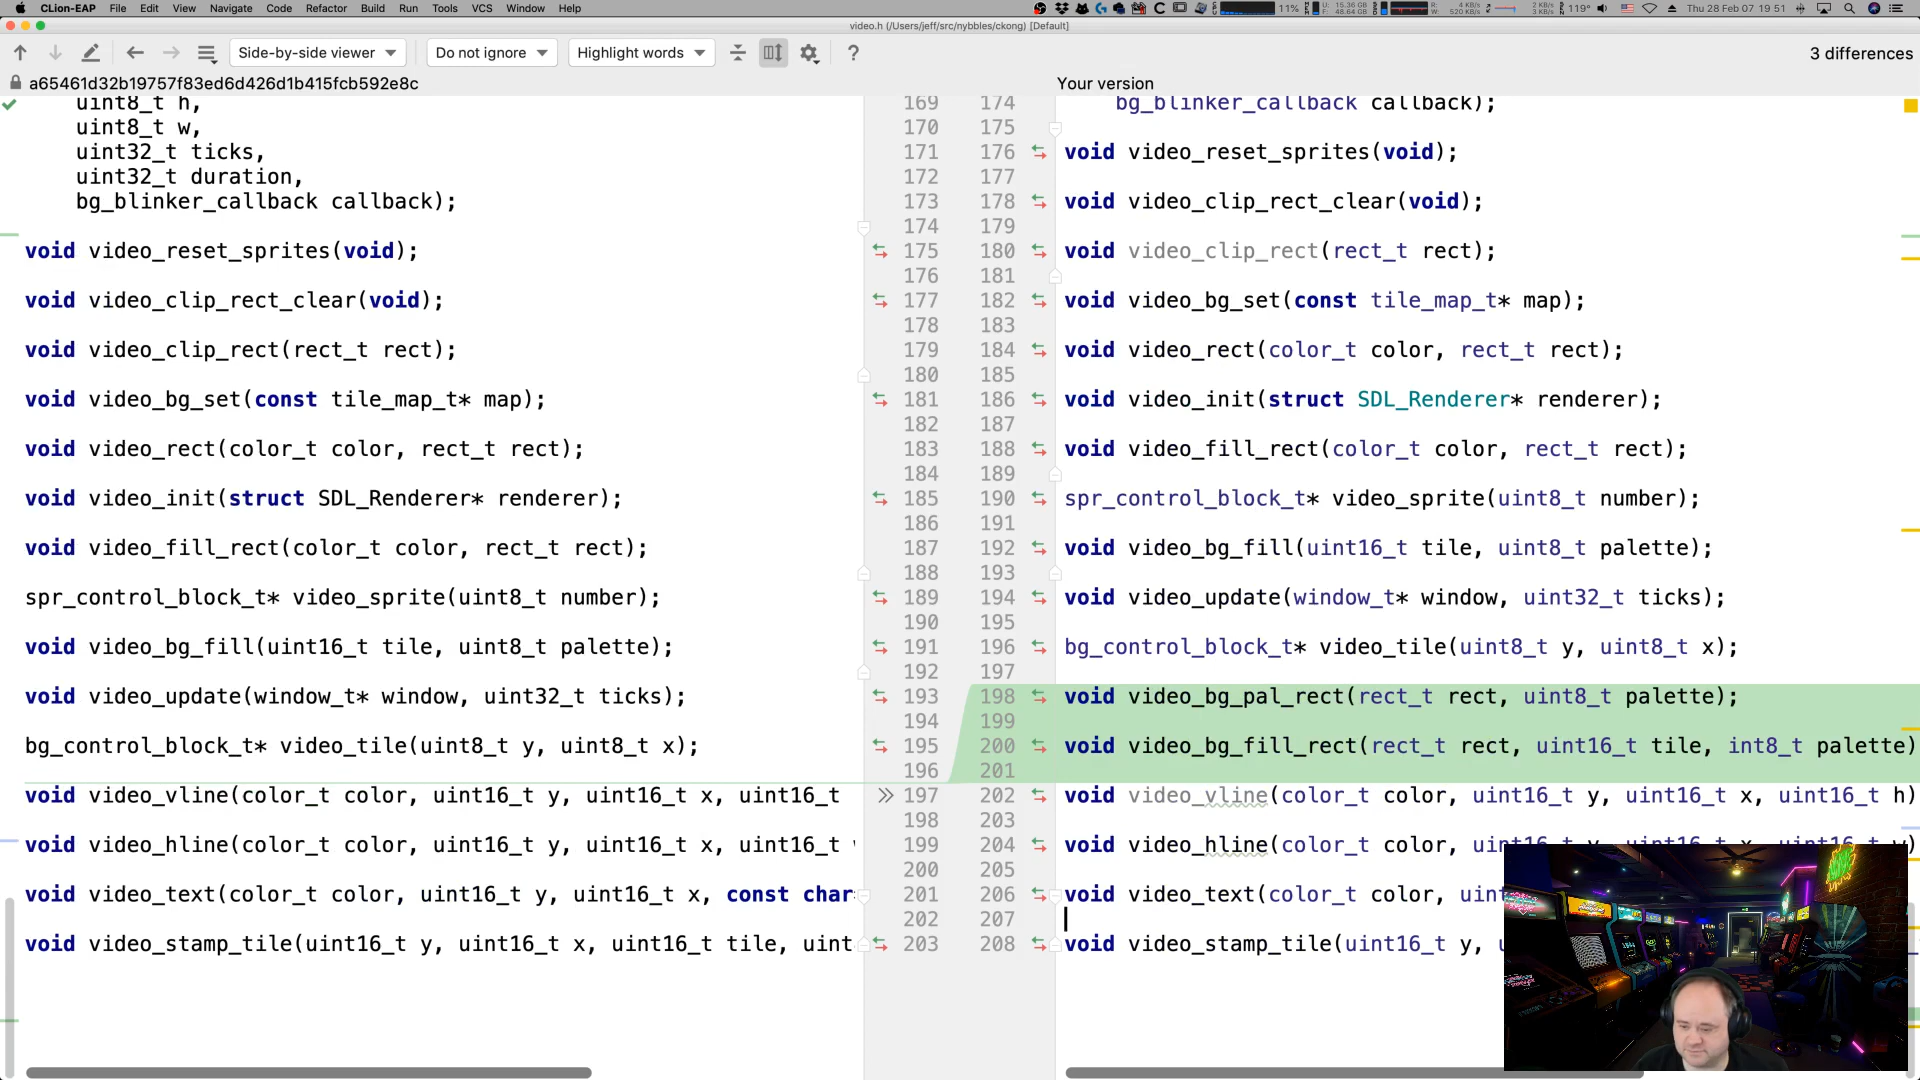 CLion-EAP File Edit View Navigate Code Refactor Build Run Tools VCS Window Help 11% 119° Thu 28 Feb 07 19 51
video.h (/Users/jeff/src/nybbles/ckong) [Default]
Side-by-side viewer Do not ignore Highlight words ? 3 differences
a65461d32b19757f83ed6d426d1b415fcb592e8c
Your version
uint8_t h,
uint8_t w,
uint32_t ticks,
uint32_t duration,
bg_blinker_callback callback);
void video_reset_sprites(void);
void video_clip_rect_clear(void);
void video_clip_rect(rect_t rect);
void video_bg_set(const tile_map_t* map);
void video_rect(color_t color, rect_t rect);
void video_init(struct SDL_Renderer* renderer);
void video_fill_rect(color_t color, rect_t rect);
spr_control_block_t* video_sprite(uint8_t number);
void video_bg_fill(uint16_t tile, uint8_t palette);
void video_update(window_t* window, uint32_t ticks);
bg_control_block_t* video_tile(uint8_t y, uint8_t x);
void video_vline(color_t color, uint16_t y, uint16_t x, uint16_t
void video_hline(color_t color, uint16_t y, uint16_t x, uint16_t
void video_text(color_t color, uint16_t y, uint16_t x, const char
void video_stamp_tile(uint16_t y, uint16_t x, uint16_t tile, uint
169 174
170 175
171 176
172 177
173 178
174 179
175 180
176 181
177 182
178 183
179 184
180 185
181 186
182 187
183 188
184 189
185 190
186 191
187 192
188 193
189 194
190 195
191 196
192 197
193 198
194 199
195 200
196 201
197 202
198 203
199 204
200 205
201 206
202 207
203 208
bg_blinker_callback callback);
void video_reset_sprites(void);
void video_clip_rect_clear(void);
void video_clip_rect(rect_t rect);
void video_bg_set(const tile_map_t* map);
void video_rect(color_t color, rect_t rect);
void video_init(struct SDL_Renderer* renderer);
void video_fill_rect(color_t color, rect_t rect);
spr_control_block_t* video_sprite(uint8_t number);
void video_bg_fill(uint16_t tile, uint8_t palette);
void video_update(window_t* window, uint32_t ticks);
bg_control_block_t* video_tile(uint8_t y, uint8_t x);
void video_bg_pal_rect(rect_t rect, uint8_t palette);
void video_bg_fill_rect(rect_t rect, uint16_t tile, int8_t palette)
void video_vline(color_t color, uint16_t y, uint16_t x, uint16_t h)
void video_hline(color_t color,
void video_text(color_t color,
void video_stamp_tile(uint16_t y,